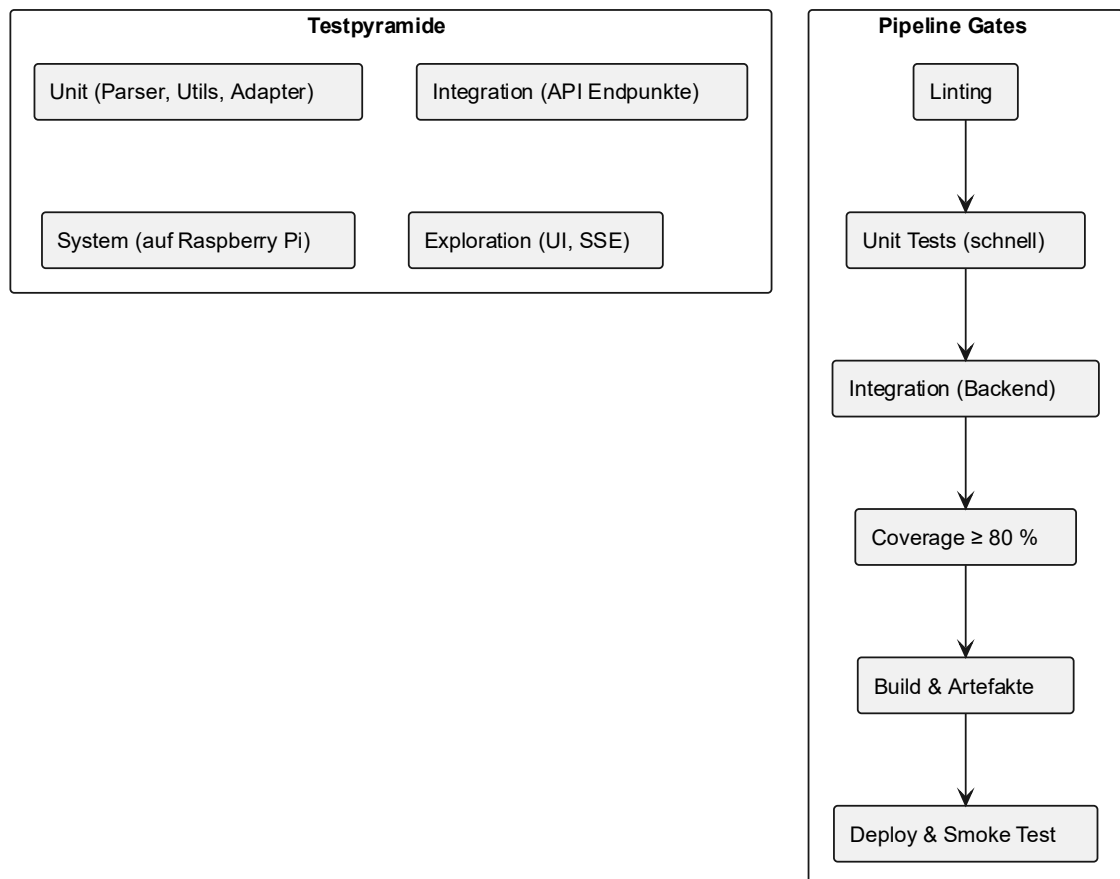 Testpyramide
Unit (Parser, Utils, Adapter)
Integration (API Endpunkte)
System (auf Raspberry Pi)
Exploration (UI, SSE)
Pipeline Gates
Linting
Unit Tests (schnell)
Integration (Backend)
Coverage ≥ 80 %
Build & Artefakte
Deploy & Smoke Test